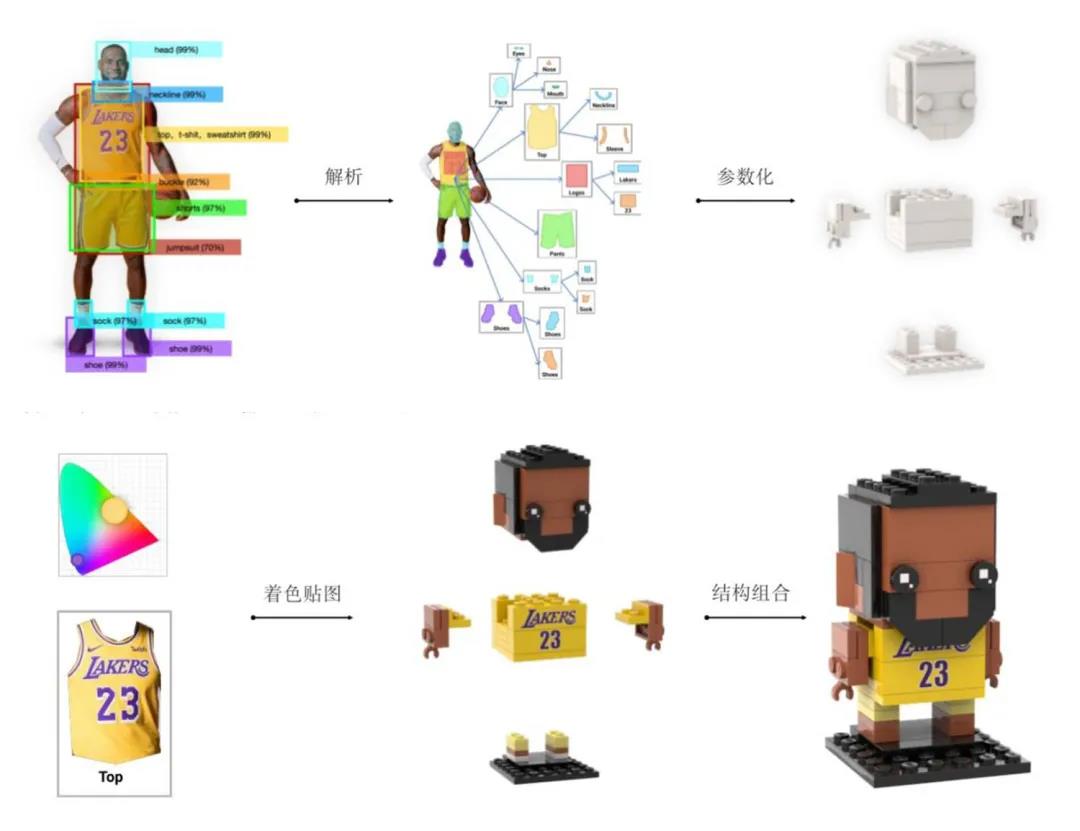 head (99%)
neckline (99%)
LAKERS
23
top, t-shit, sweatshirt (99%)
buckle (92%)
shorts (97%)
jumpsuit (70%)
sock (97%)
sock (97%)
shoe (99%)
shoe (99%)
解析
Eyes
Nose
Face
Mouth
Neckline
Top
Sleeve
Logos
Lakers
23
Pants
Socks
Sock
Sock
Shoes
Shoes
Shoes
参数化
LAKERS
23
Top
着色贴图
LAKERS
23
结构组合
23